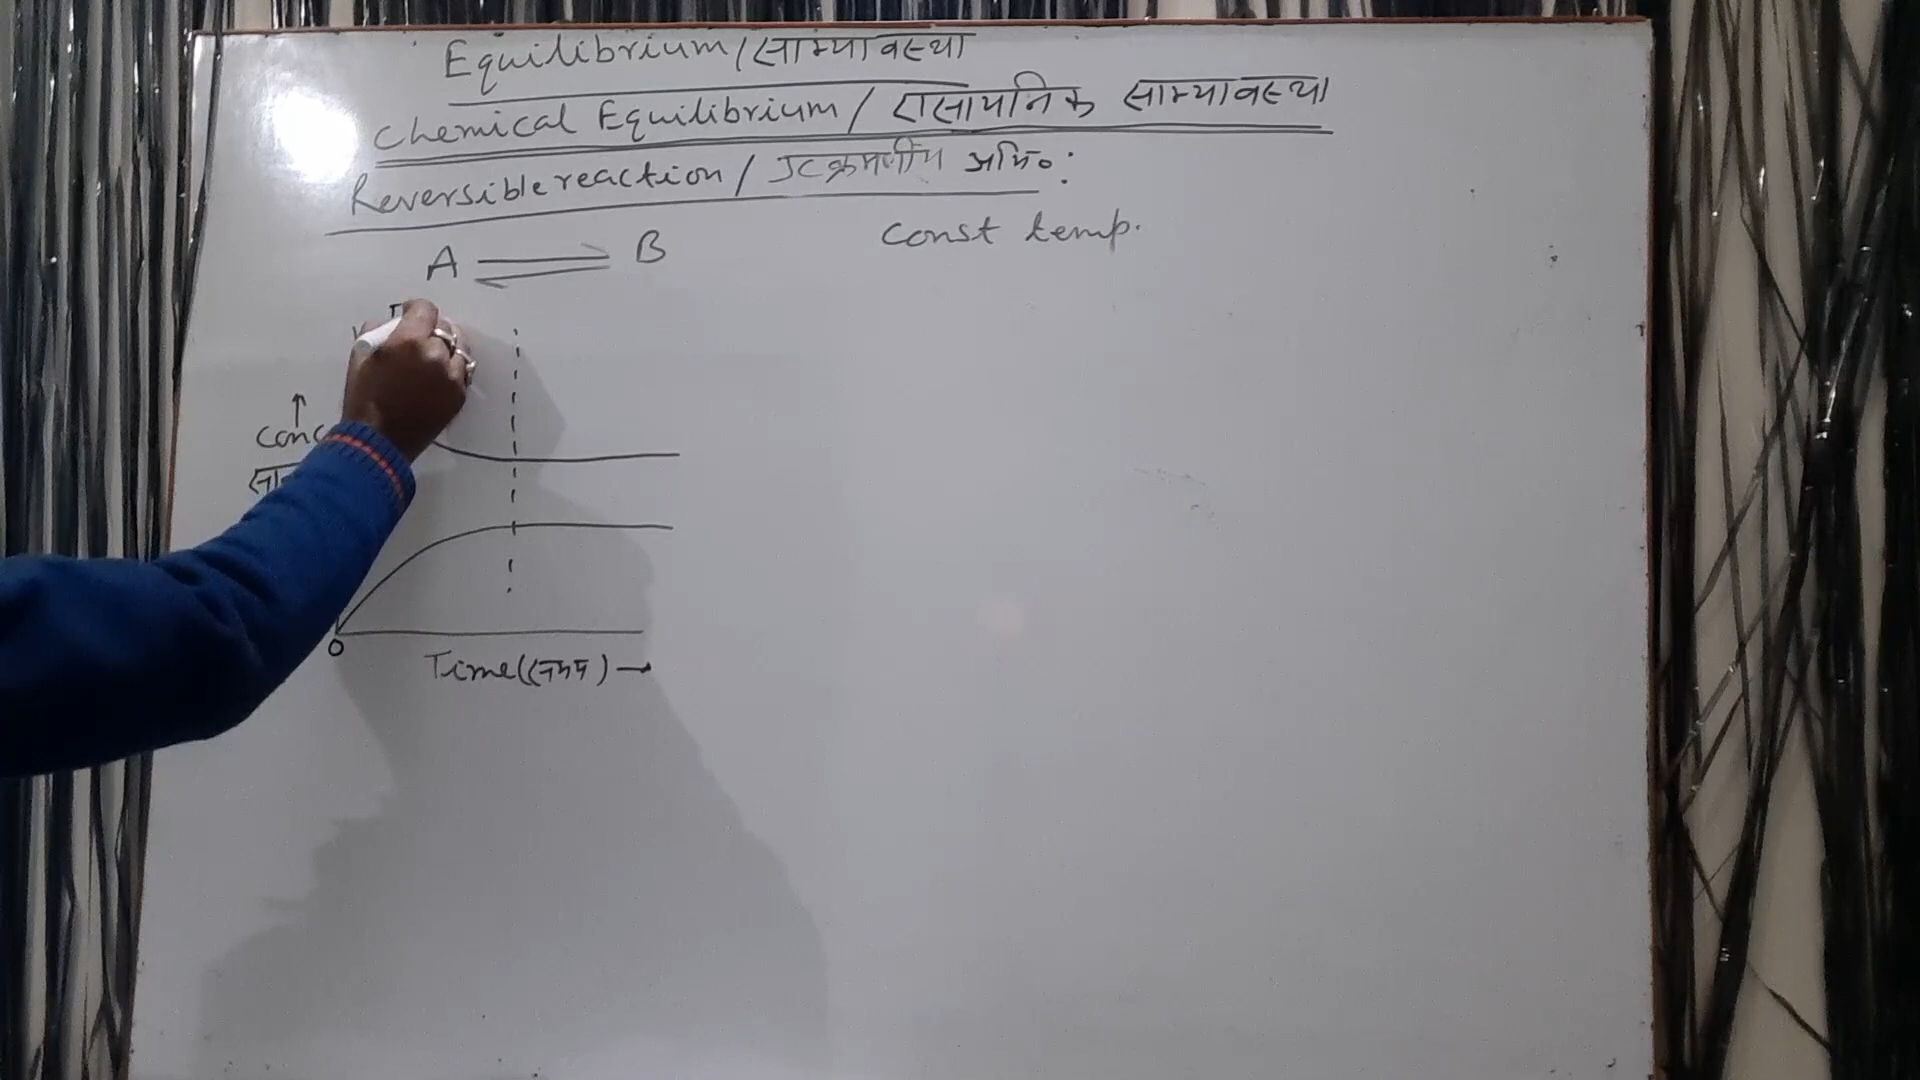 Equilibrium/साम्यावस्था
Chemical Equilibrium/ रासायनिक साम्यावस्था
Reversible reaction / उत्क्रमणीय अभि०:
A ⇌ B
const temp.
↑
Conc
0
Time(समय) →